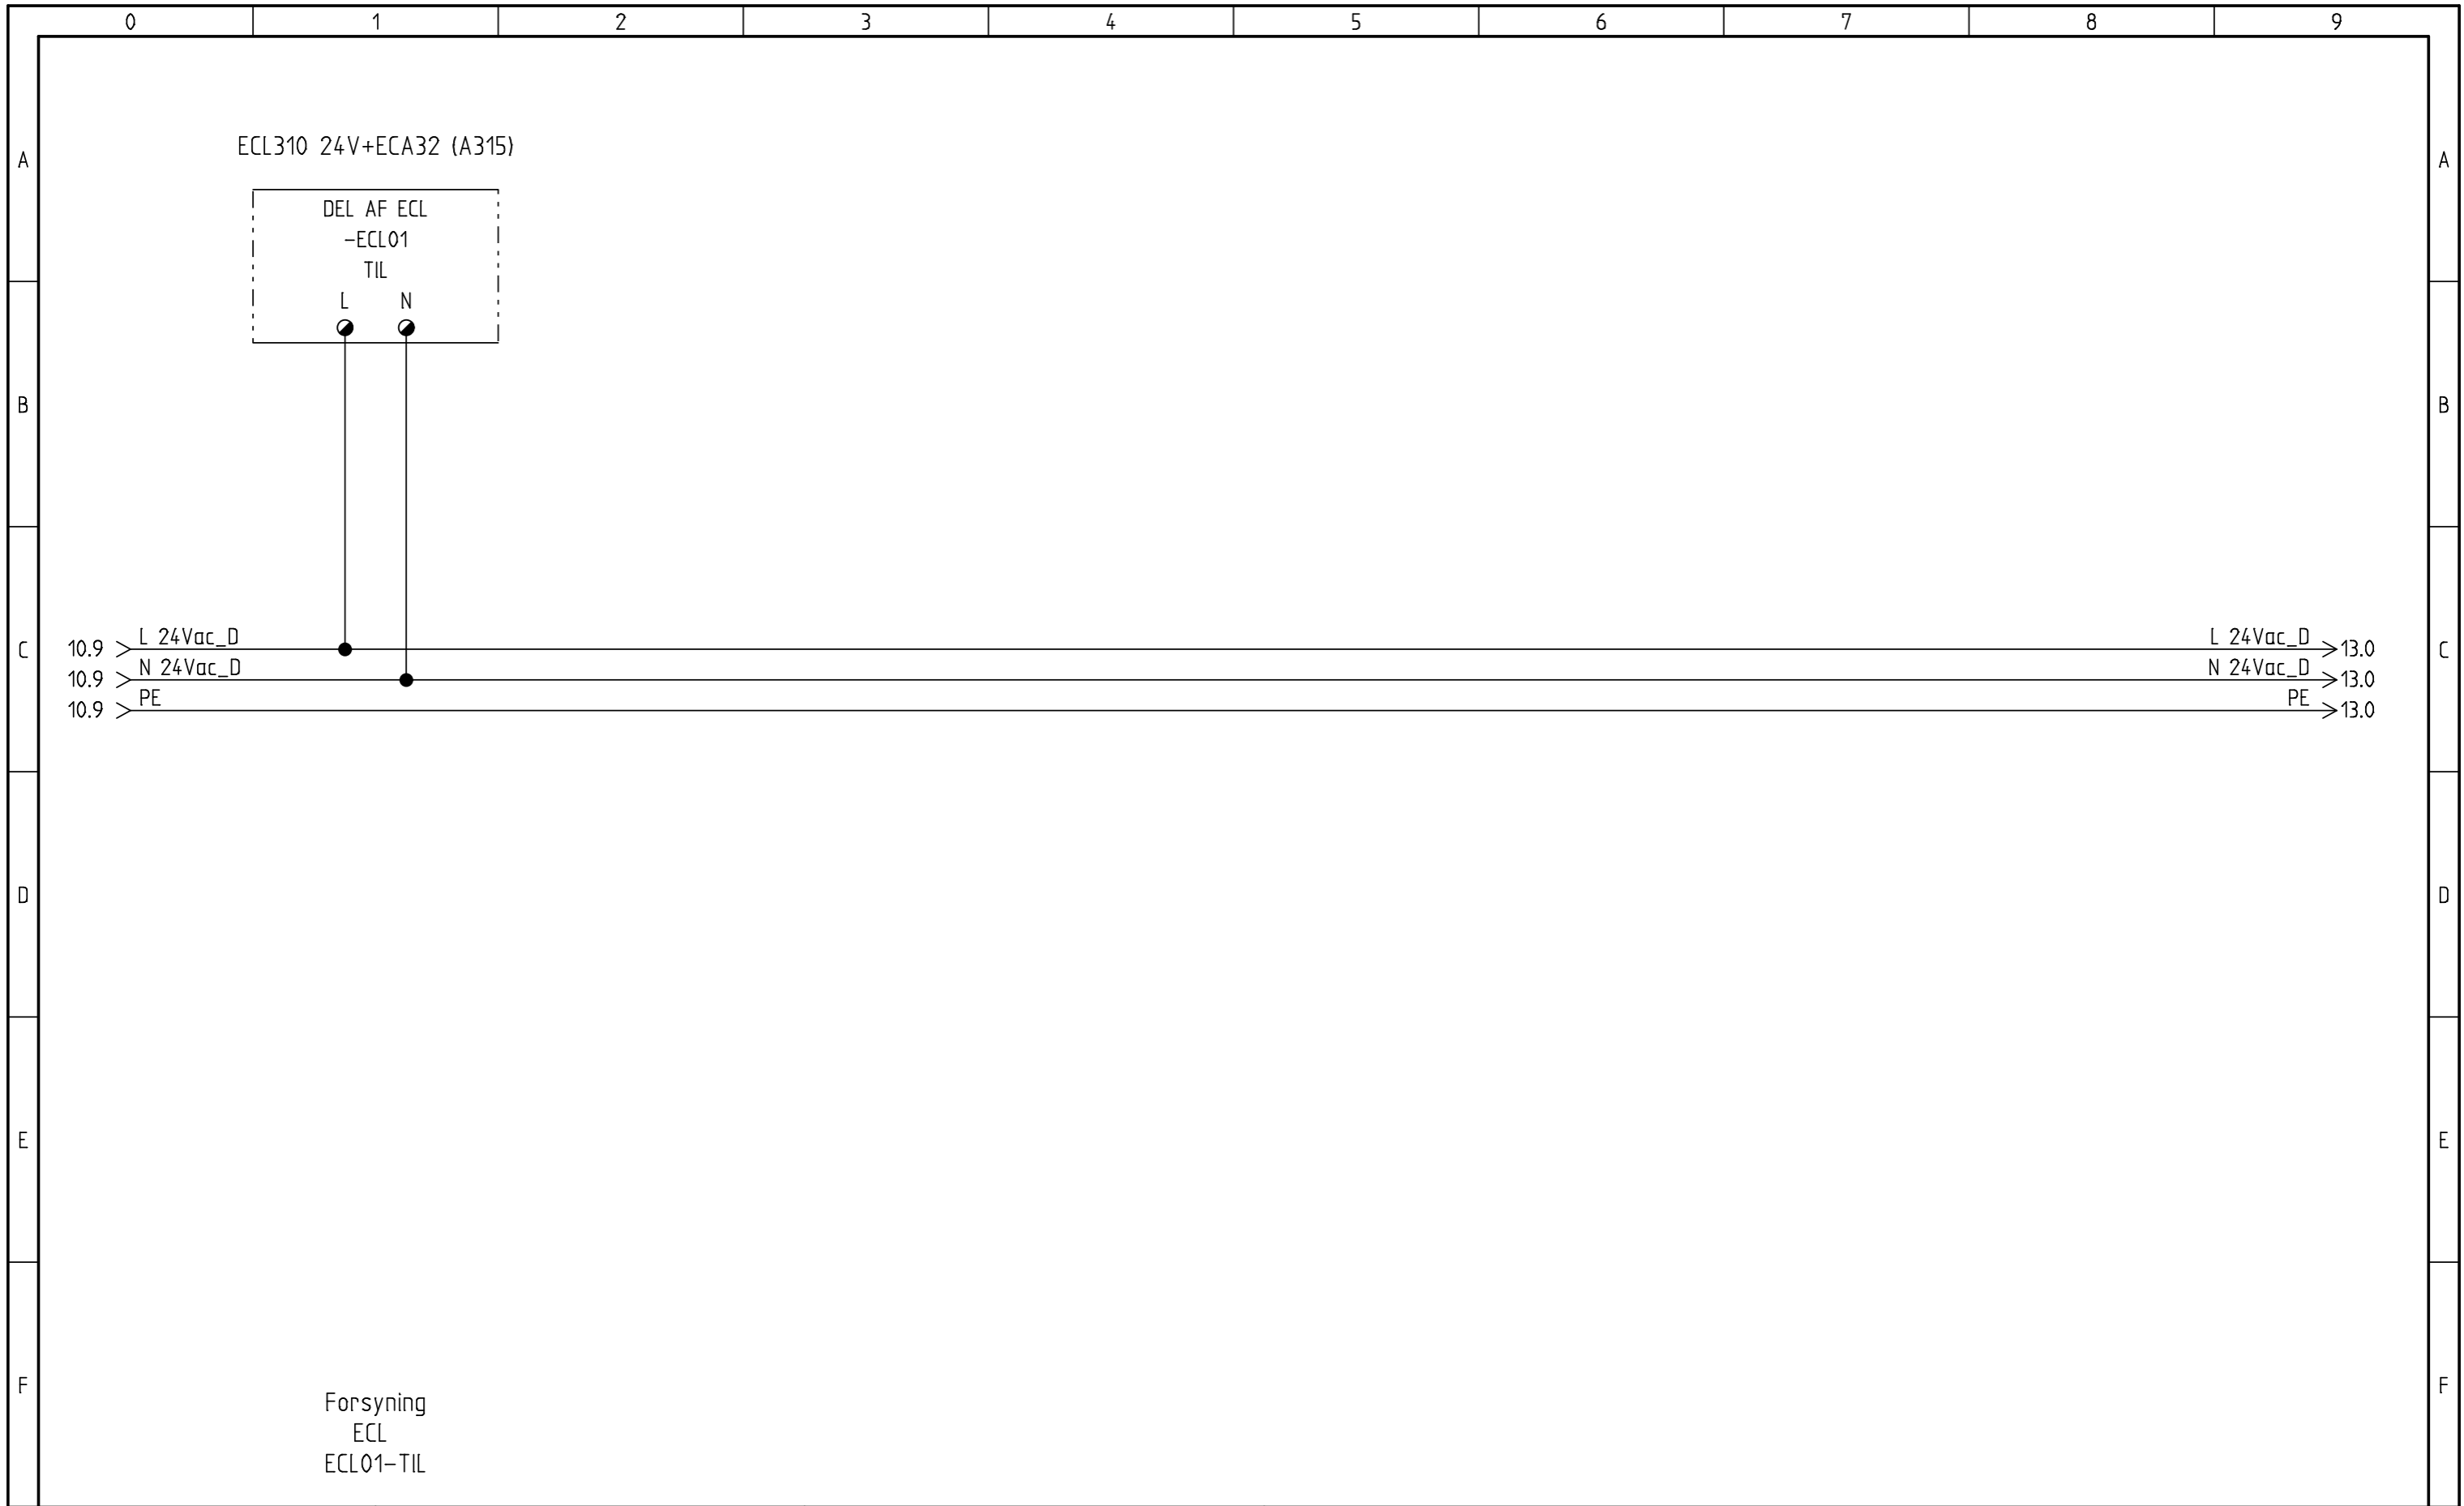 0 1 2 3 4 5 6 7 8 9
A A
ECL310 24V+ECA32 (A315)
DEL AF ECL
-ECL01
TIL
L N
B B
C C
L 24Vac_D L 24Vac_D
10.9 13.0
N 24Vac_D N 24Vac_D
10.9 13.0
PE PE
10.9 13.0
D D
E E
F F
Forsyning
ECL
ECL01-TIL